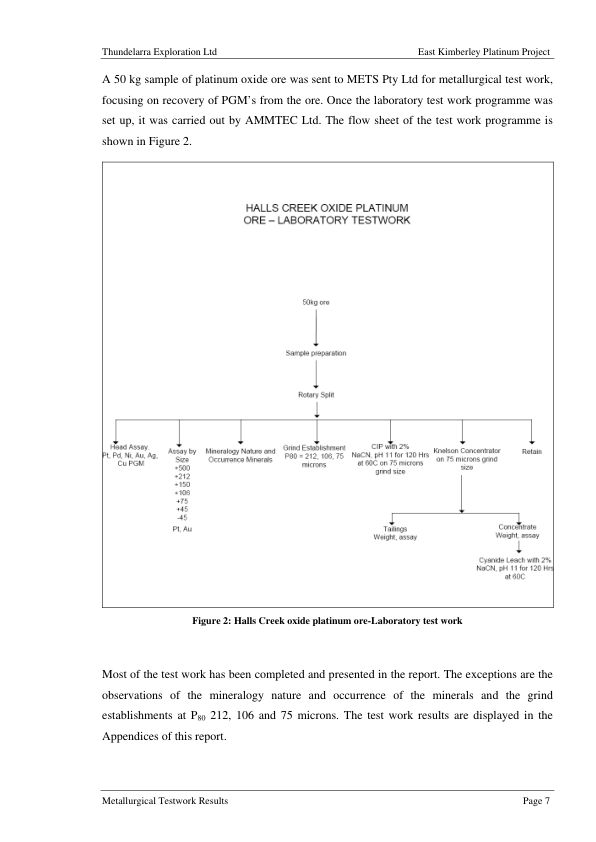 Thundelarra Exploration Ltd East Kimberley Platinum Project
A 50 kg sample of platinum oxide ore was sent to METS Pty Ltd for metallurgical test work,
focusing on recovery of PGM's from the ore. Once the laboratory test work programme was
set up, it was carried out by AMMTEC Ltd. The flow sheet of the test work programme is
shown in Figure 2.
HALLS CREEK OXIDE PLATINUM
ORE – LABORATORY TESTWORK
50kg ore
Sample preparation
Rotary Split
Head Assay
Pt, Pd, Ni, Au, Ag,
Cu PGM
Assay by
Size
+500
+212
+150
+106
+75
+45
-45
Pt, Au
Mineralogy Nature and
Occurrence Minerals
Grind Establishment
P80 = 212, 106, 75
microns
CIP with 2%
NaCN, pH 11 for 120 Hrs
at 60C on 75 microns
grind size
Knelson Concentrator
on 75 microns grind
size
Retain
Tailings
Weight, assay
Concentrate
Weight, assay
Cyanide Leach with 2%
NaCN, pH 11 for 120 Hrs
at 60C
Figure 2: Halls Creek oxide platinum ore-Laboratory test work
Most of the test work has been completed and presented in the report. The exceptions are the
observations of the mineralogy nature and occurrence of the minerals and the grind
establishments at P80 212, 106 and 75 microns. The test work results are displayed in the
Appendices of this report.
Metallurgical Testwork Results Page 7